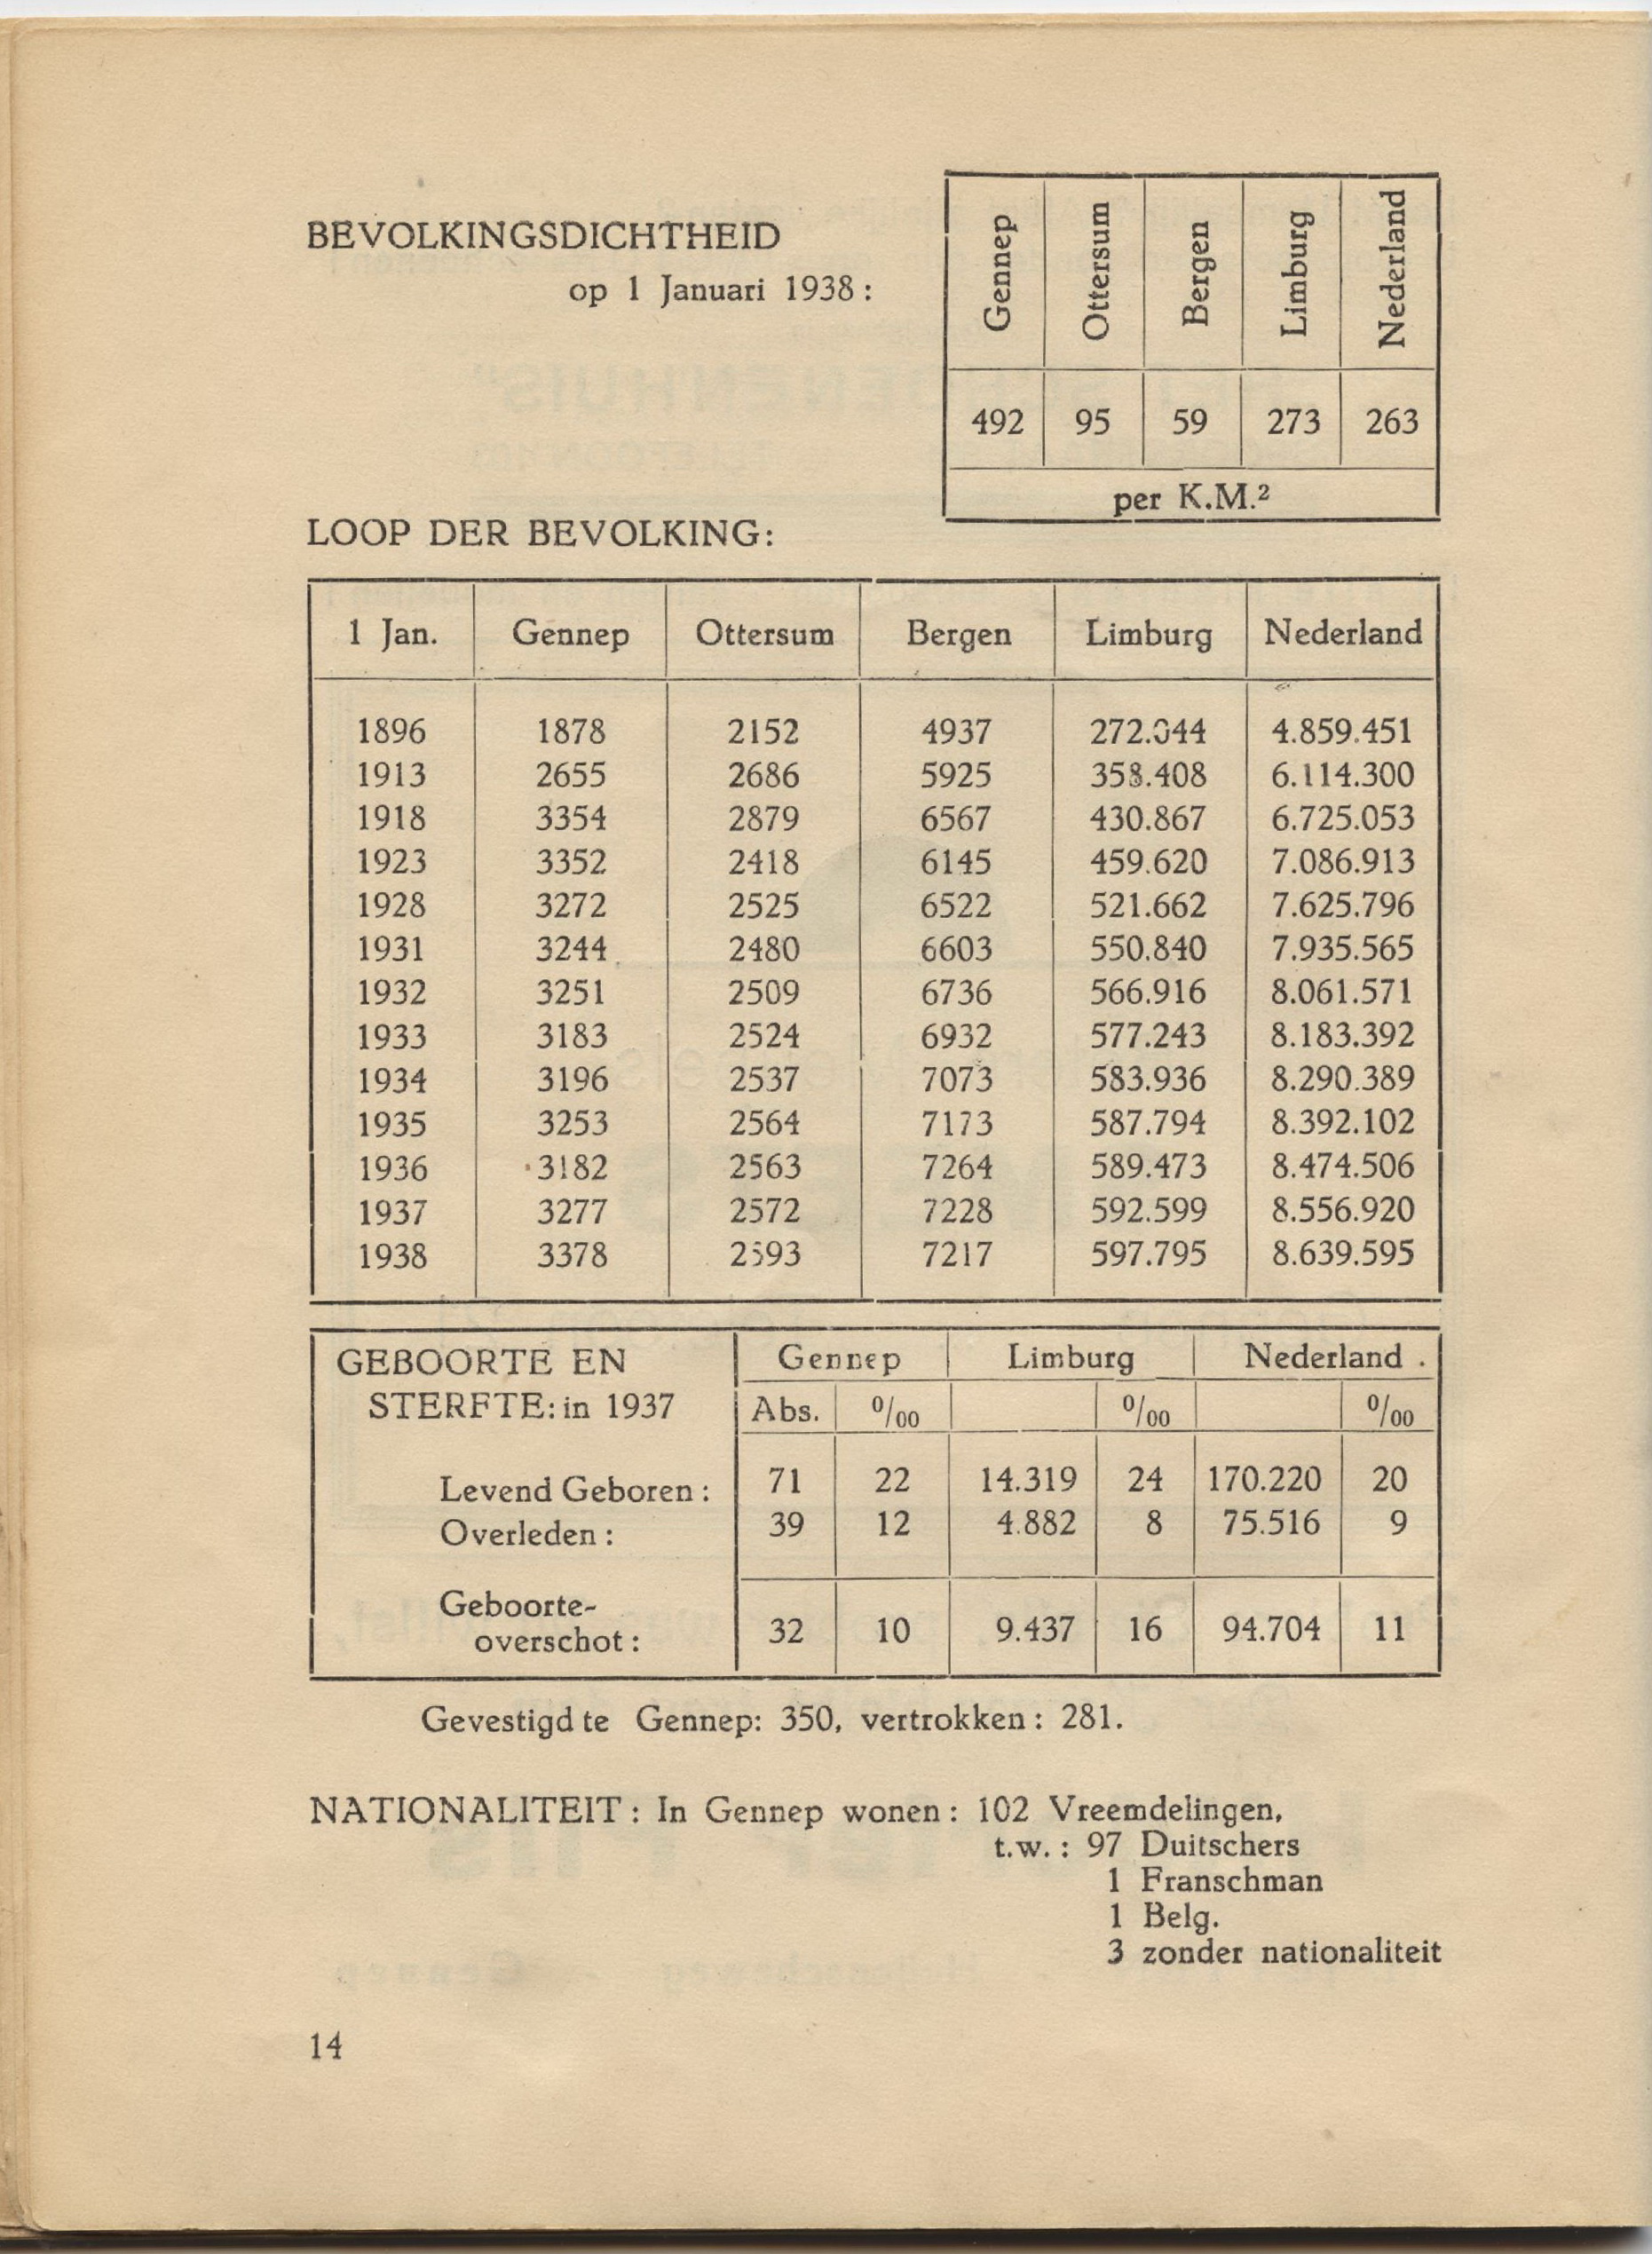 BEVOLKINGSDICHTHEID
op 1 Januari 1938 :
Gennep Ottersum Bergen Limburg Nederland
492 95 59 273 263
per K.M.²
LOOP DER BEVOLKING:
1 Jan. Gennep Ottersum Bergen Limburg Nederland
1896 1878 2152 4937 272.044 4.859.451
1913 2655 2686 5925 358.408 6.114.300
1918 3354 2879 6567 430.867 6.725.053
1923 3352 2418 6145 459.620 7.086.913
1928 3272 2525 6522 521.662 7.625.796
1931 3244 2480 6603 550.840 7.935.565
1932 3251 2509 6736 566.916 8.061.571
1933 3183 2524 6932 577.243 8.183.392
1934 3196 2537 7073 583.936 8.290.389
1935 3253 2564 7173 587.794 8.392.102
1936 3182 2563 7264 589.473 8.474.506
1937 3277 2572 7228 592.599 8.556.920
1938 3378 2593 7217 597.795 8.639.595
GEBOORTE EN Gennep Limburg Nederland .
STERFTE: in 1937 Abs. ⁰/₀₀ ⁰/₀₀ ⁰/₀₀
Levend Geboren : 71 22 14.319 24 170.220 20
Overleden : 39 12 4.882 8 75.516 9
Geboorte-
overschot : 32 10 9.437 16 94.704 11
Gevestigd te Gennep: 350, vertrokken : 281.
NATIONALITEIT : In Gennep wonen : 102 Vreemdelingen,
t.w. : 97 Duitschers
1 Franschman
1 Belg.
3 zonder nationaliteit
14